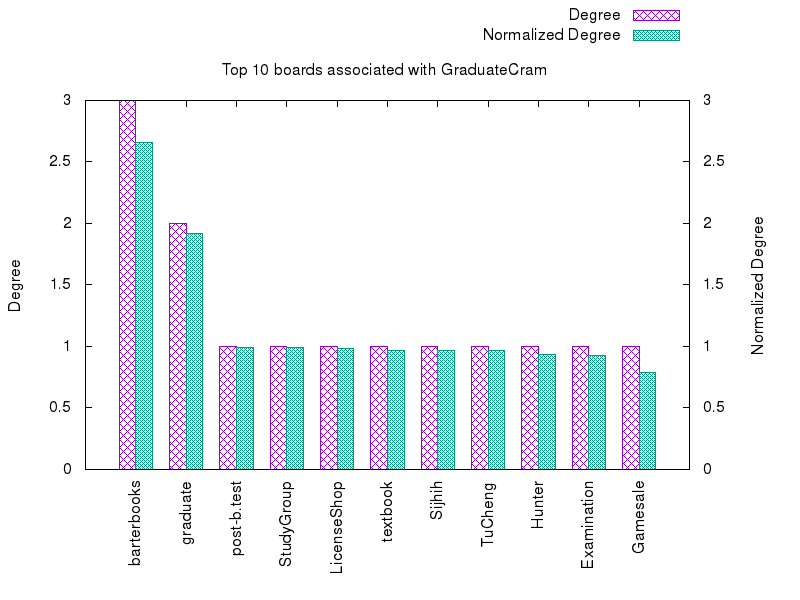 Degree
Normalized Degree
Top 10 boards associated with GraduateCram
3 3
2.5 2.5
2 2
1.5 1.5
1 1
0.5 0.5
0 0
Degree
Normalized Degree
barterbooks
graduate
post-b.test
StudyGroup
LicenseShop
textbook
Sijhih
TuCheng
Hunter
Examination
Gamesale